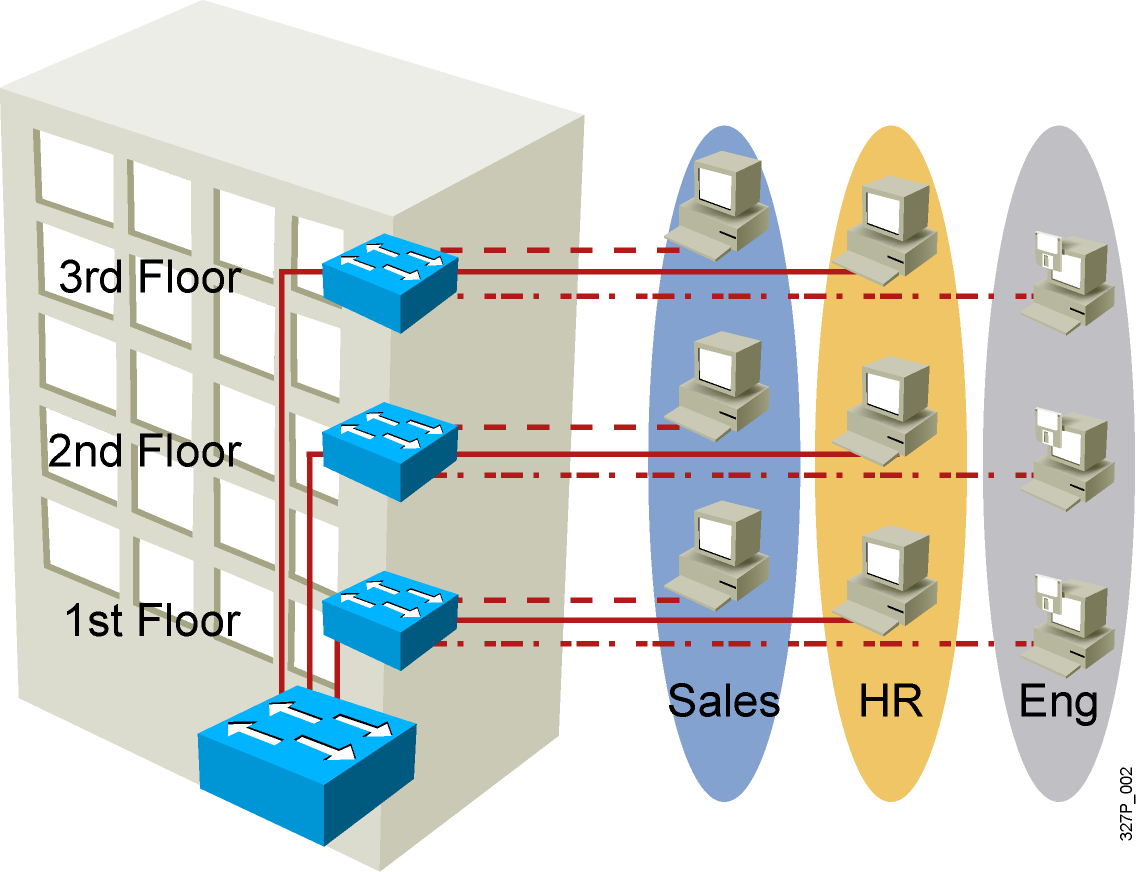 3rd Floor
2nd Floor
1st Floor
Sales
HR
Eng
327P_002